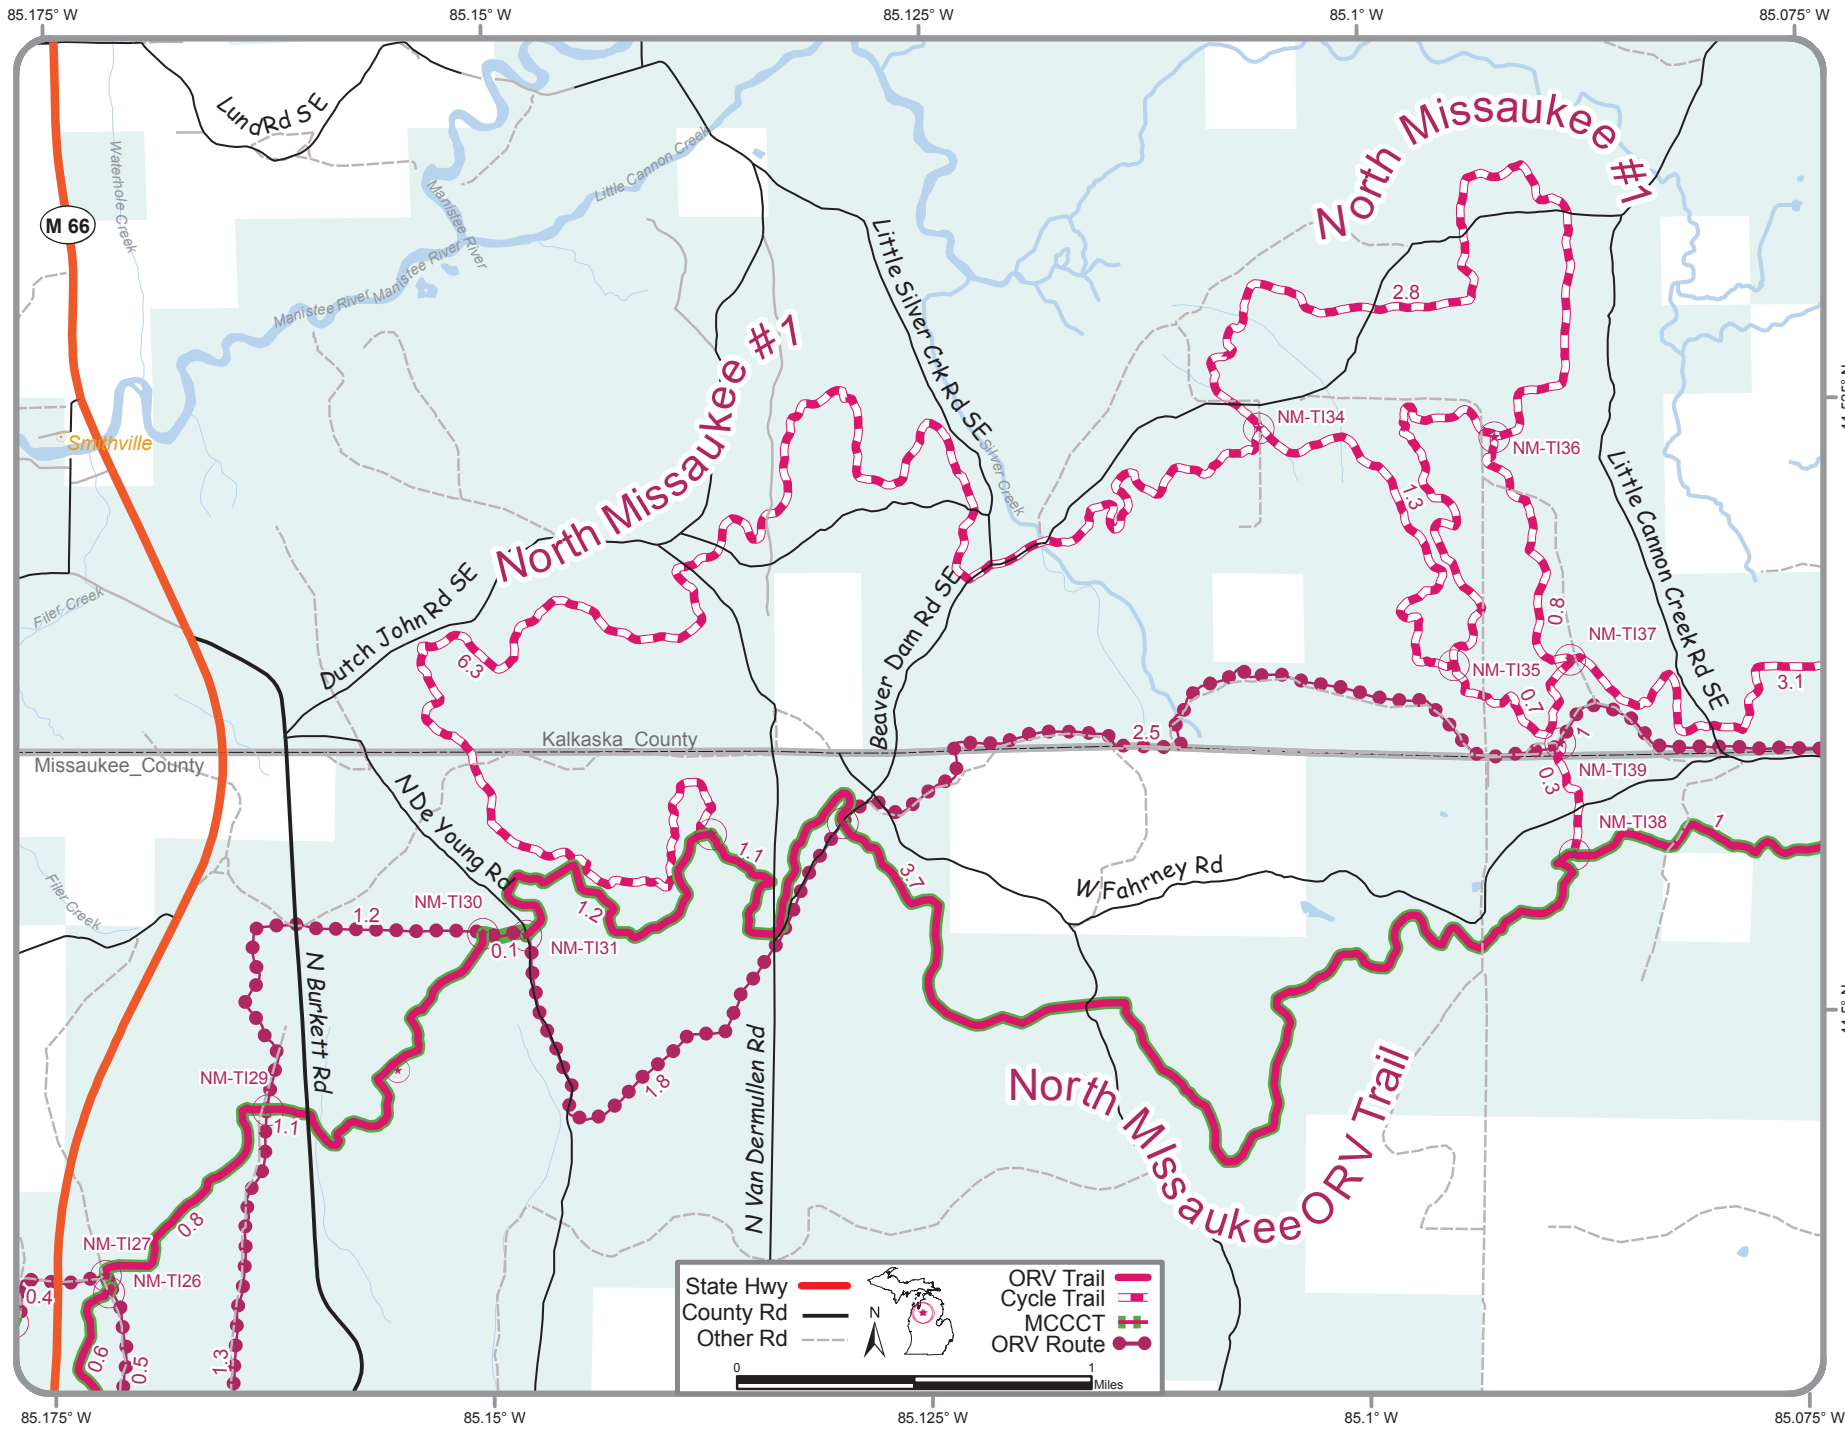 85.175° W
85.15° W
85.125° W
85.1° W
85.075° W
Lund Rd SE
North Missaukee #1
Waterhole Creek
Little Cannon Creek
Manistee River
M 66
Manistee River
Manistee River
Little Silver Crk Rd SE
2.8
North Missaukee #1
NM-TI34
Smithville
NM-TI36
Silver Creek
1.3
Little Cannon Creek Rd SE
Filer Creek
Dutch John Rd SE
0.8
NM-TI37
6.3
Beaver Dam Rd SE
NM-TI35
3.1
0.7
Kalkaska_County
2.5
1
Missaukee_County
NM-TI39
0.3
N De Young Rd
NM-TI38
1
1.1
3.7
W Fahrney Rd
Filer Creek
NM-TI30
1.2
1.2
0.1
NM-TI31
N Burkett Rd
N Van Dermullen Rd
NM-TI29
1.8
1.1
North MIssaukee ORV Trail
0.8
NM-TI27
NM-TI26
0.4
0.6
0.5
1.3
State Hwy
County Rd
Other Rd
N
ORV Trail
Cycle Trail
MCCCT
ORV Route
0
1
Miles
85.175° W
85.15° W
85.125° W
85.1° W
85.075° W